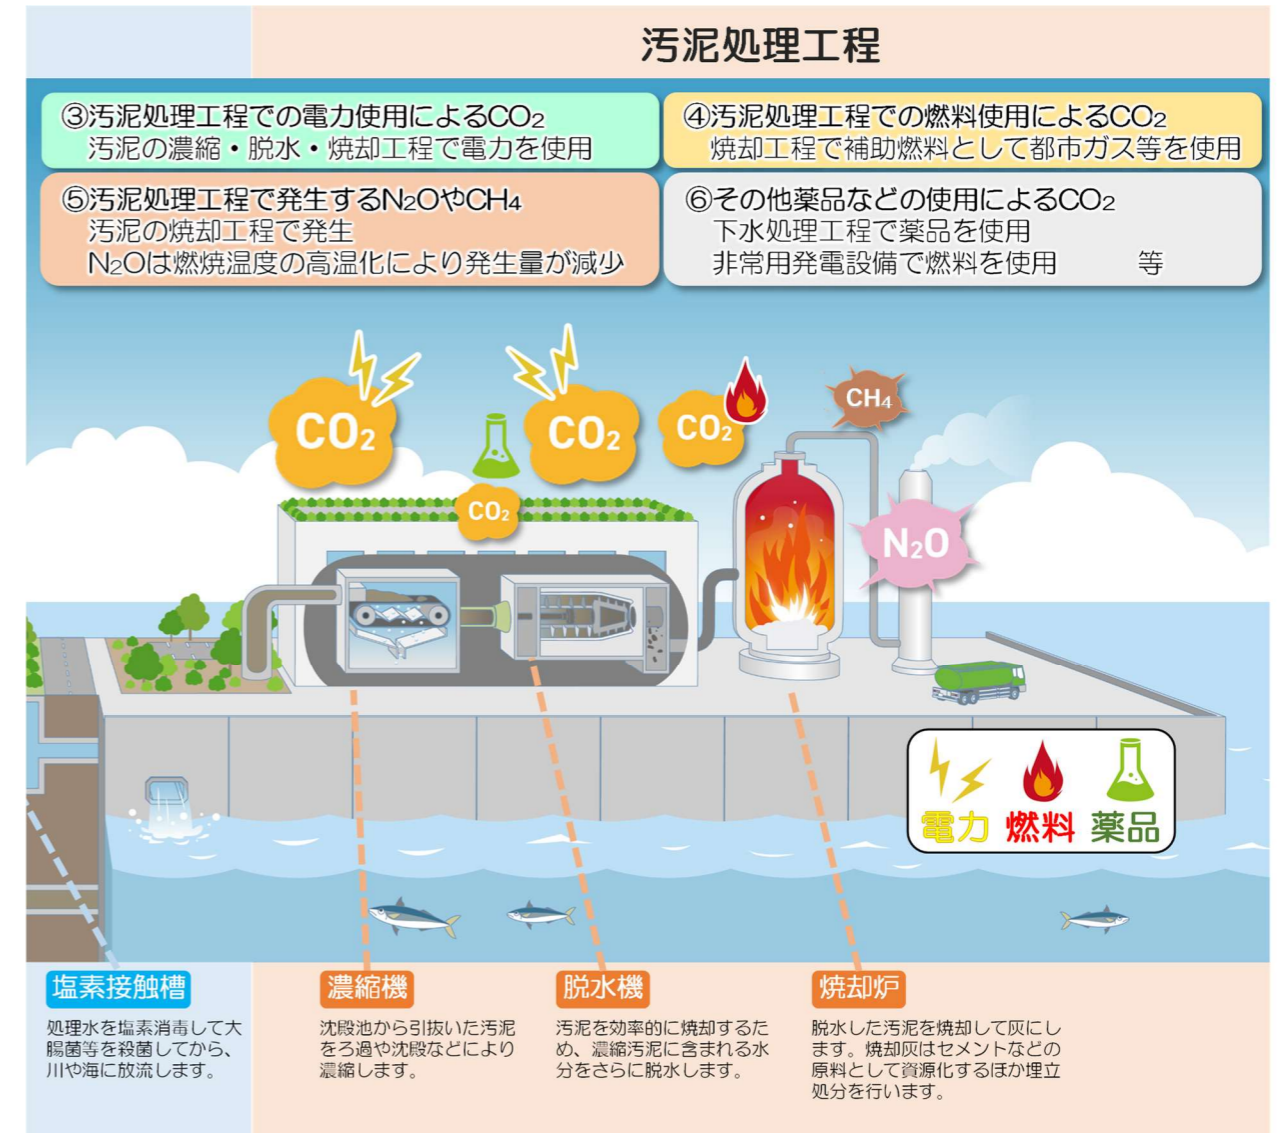 汚泥処理工程
③汚泥処理工程での電力使用によるCO₂
汚泥の濃縮・脱水・焼却工程で電力を使用
④汚泥処理工程での燃料使用によるCO₂
焼却工程で補助燃料として都市ガス等を使用
⑤汚泥処理工程で発生するN₂OやCH₄
汚泥の焼却工程で発生
N₂Oは燃焼温度の高温化により発生量が減少
⑥その他薬品などの使用によるCO₂
下水処理工程で薬品を使用
非常用発電設備で燃料を使用 等
CO₂
CO₂
CO₂
CH₄
CO₂
N₂O
電力 燃料 薬品
塩素接触槽
処理水を塩素消毒して大
腸菌等を殺菌してから、
川や海に放流します。
濃縮機
沈殿池から引抜いた汚泥
をろ過や沈殿などにより
濃縮します。
脱水機
汚泥を効率的に焼却するた
め、濃縮汚泥に含まれる水
分をさらに脱水します。
焼却炉
脱水した汚泥を焼却して灰にし
ます。焼却灰はセメントなどの
原料として資源化するほか埋立
処分を行います。